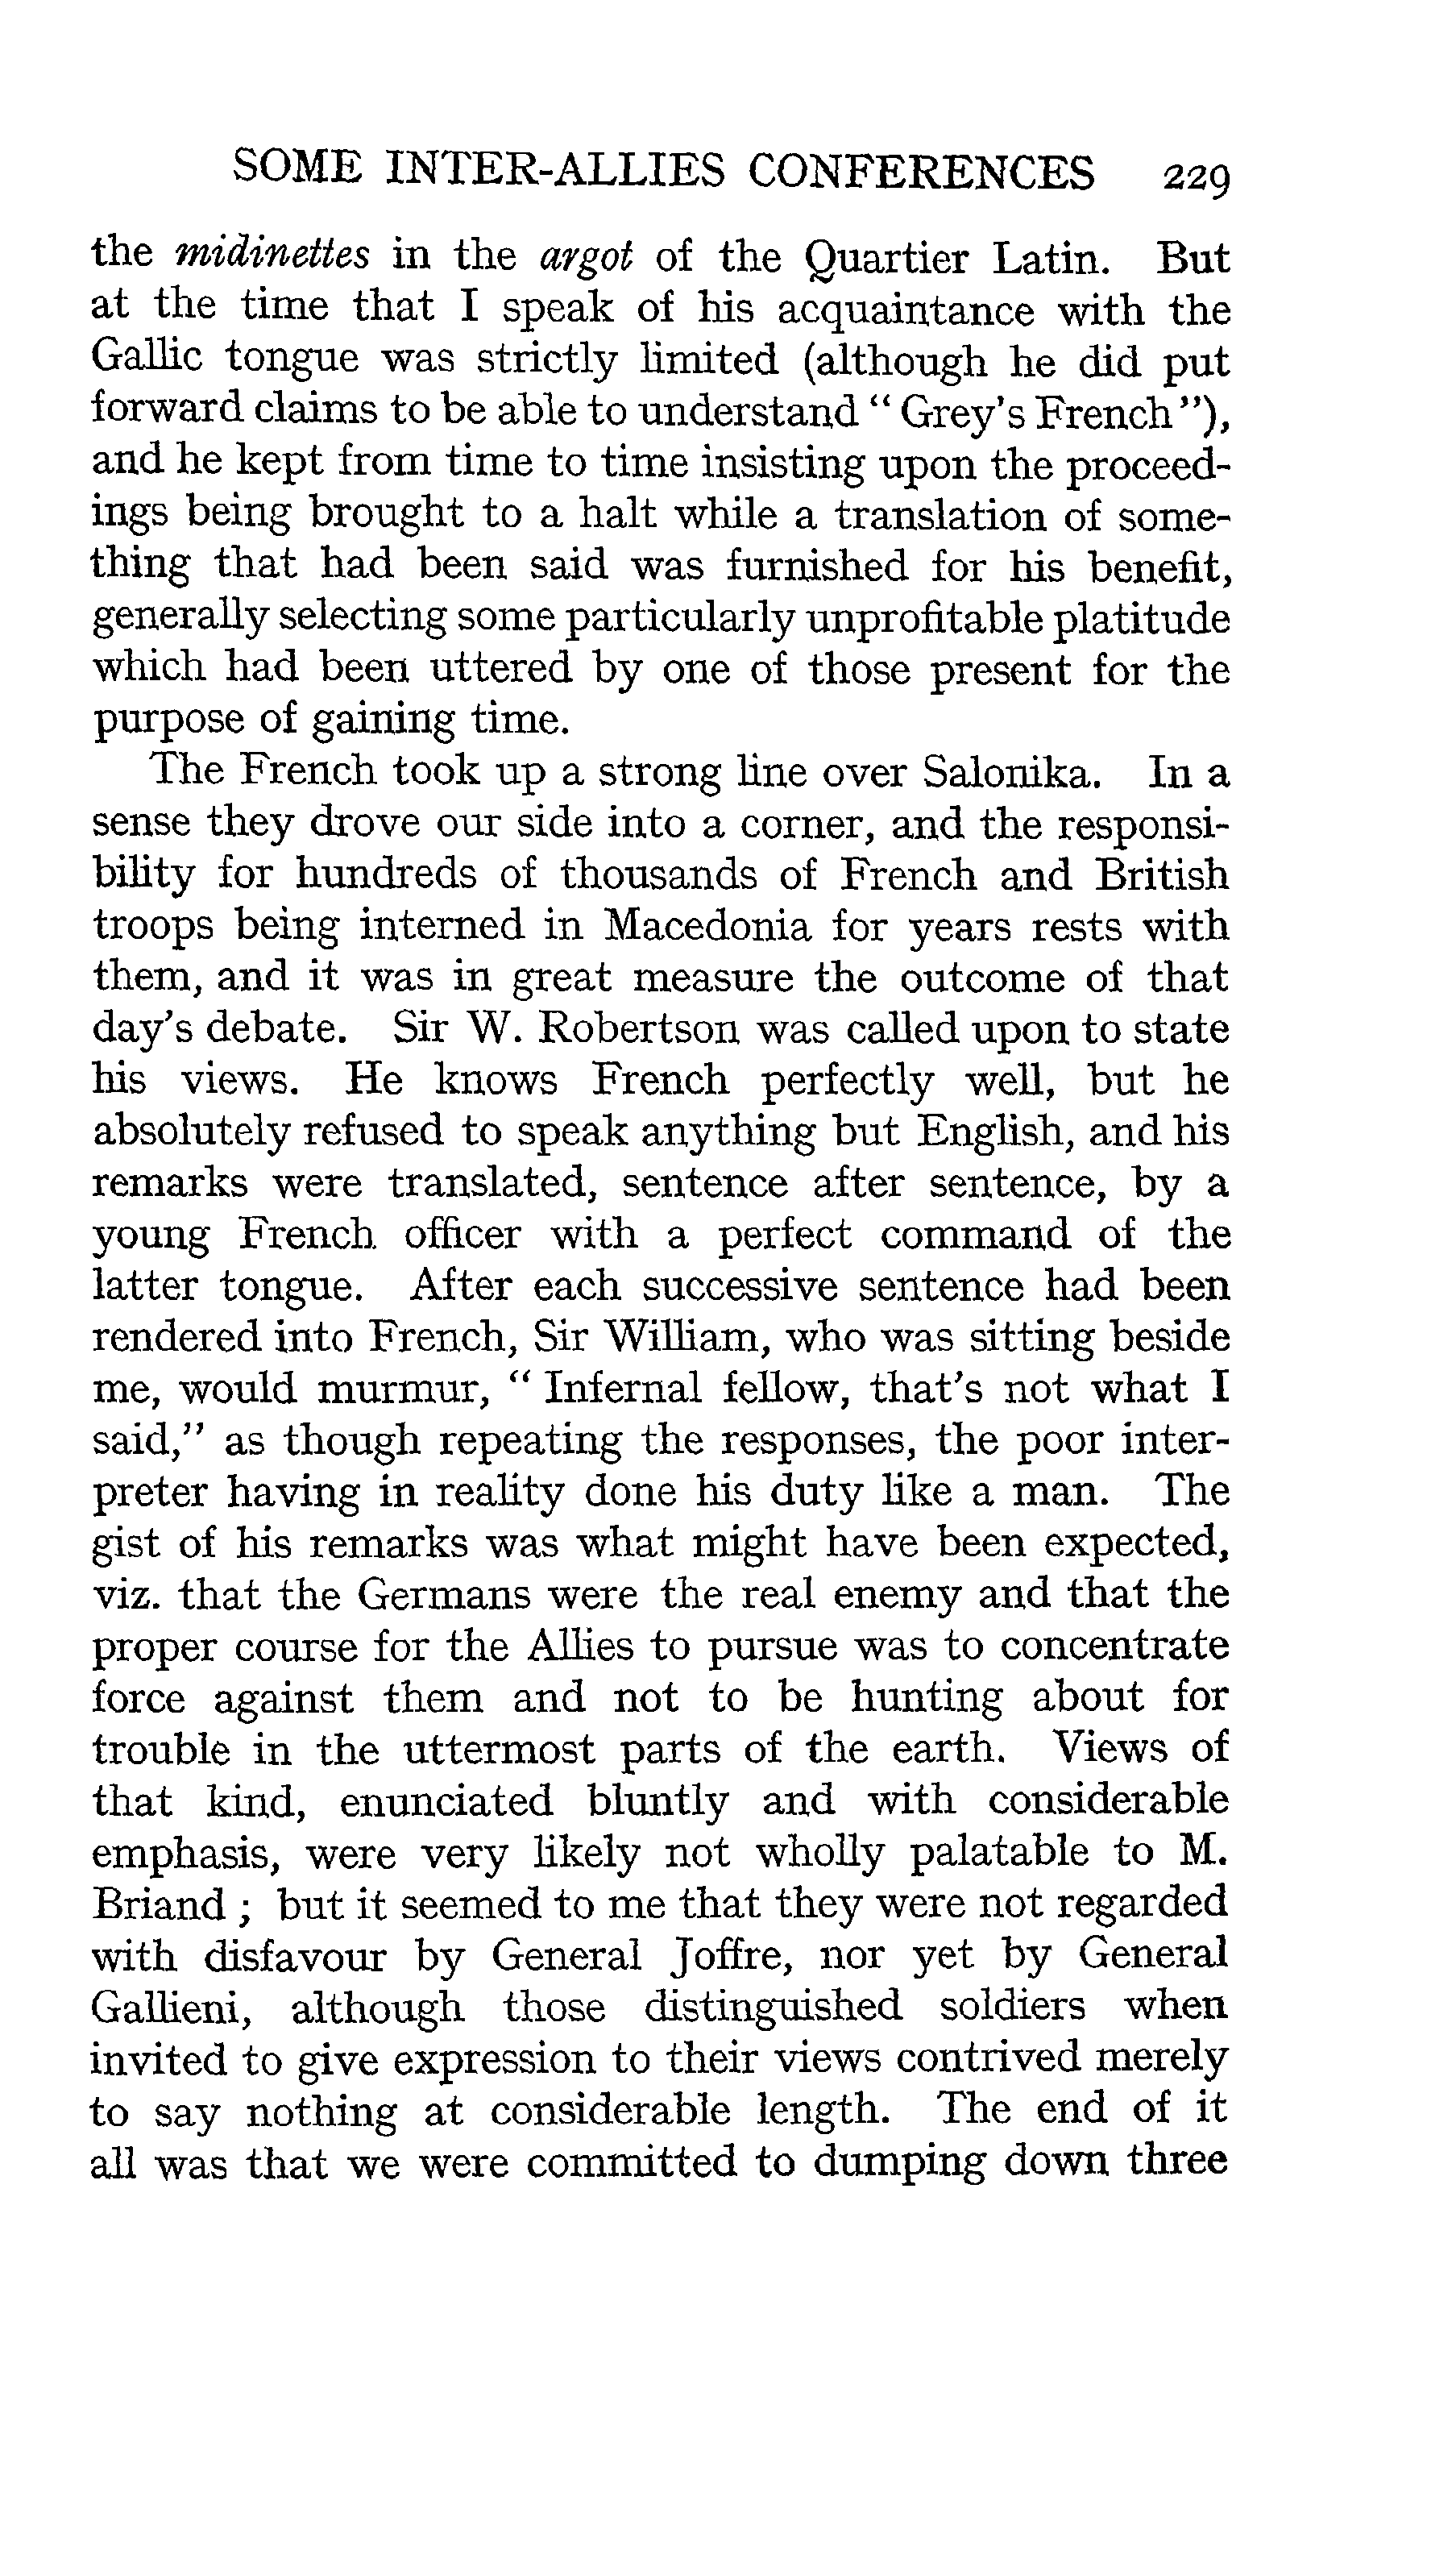 SOME INTER-ALLIES CONFERENCES 229
the midinettes in the argot of the Quartier Latin. But
at the time that I speak of his acquaintance with the
Gallic tongue was strictly limited (although he did put
forward claims to be able to understand “ Grey's French ”),
and he kept from time to time insisting upon the proceed-
ings being brought to a halt while a translation of some-
thing that had been said was furnished for his benefit,
generally selecting some particularly unprofitable platitude
which had been uttered by one of those present for the
purpose of gaining time.
The French took up a strong line over Salonika. In a
sense they drove our side into a corner, and the responsi-
bility for hundreds of thousands of French and British
troops being interned in Macedonia for years rests with
them, and it was in great measure the outcome of that
day's debate. Sir W. Robertson was called upon to state
his views. He knows French perfectly well, but he
absolutely refused to speak anything but English, and his
remarks were translated, sentence after sentence, by a
young French officer with a perfect command of the
latter tongue. After each successive sentence had been
rendered into French, Sir William, who was sitting beside
me, would murmur, “ Infernal fellow, that's not what I
said,” as though repeating the responses, the poor inter-
preter having in reality done his duty like a man. The
gist of his remarks was what might have been expected,
viz. that the Germans were the real enemy and that the
proper course for the Allies to pursue was to concentrate
force against them and not to be hunting about for
trouble in the uttermost parts of the earth. Views of
that kind, enunciated bluntly and with considerable
emphasis, were very likely not wholly palatable to M.
Briand ; but it seemed to me that they were not regarded
with disfavour by General Joffre, nor yet by General
Gallieni, although those distinguished soldiers when
invited to give expression to their views contrived merely
to say nothing at considerable length. The end of it
all was that we were committed to dumping down three